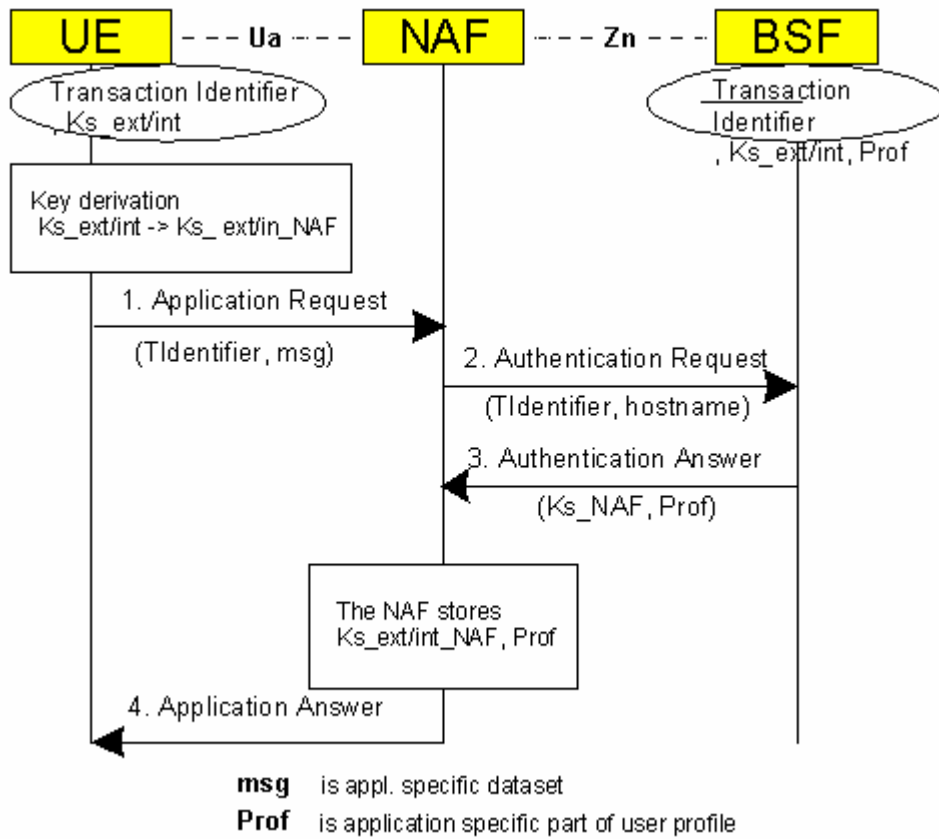 UE Ua NAF Zn BSF
Transaction Identifier
, Ks_ext/int
Transaction
Identifier
, Ks_ext/int, Prof
Key derivation
Ks_ext/int -> Ks_ ext/in_NAF
1. Application Request
(TIdentifier, msg)
2. Authentication Request
(TIdentifier, hostname)
3. Authentication Answer
(Ks_NAF, Prof)
The NAF stores
Ks_ext/int_NAF, Prof
4. Application Answer
msg is appl. specific dataset
Prof is application specific part of user profile